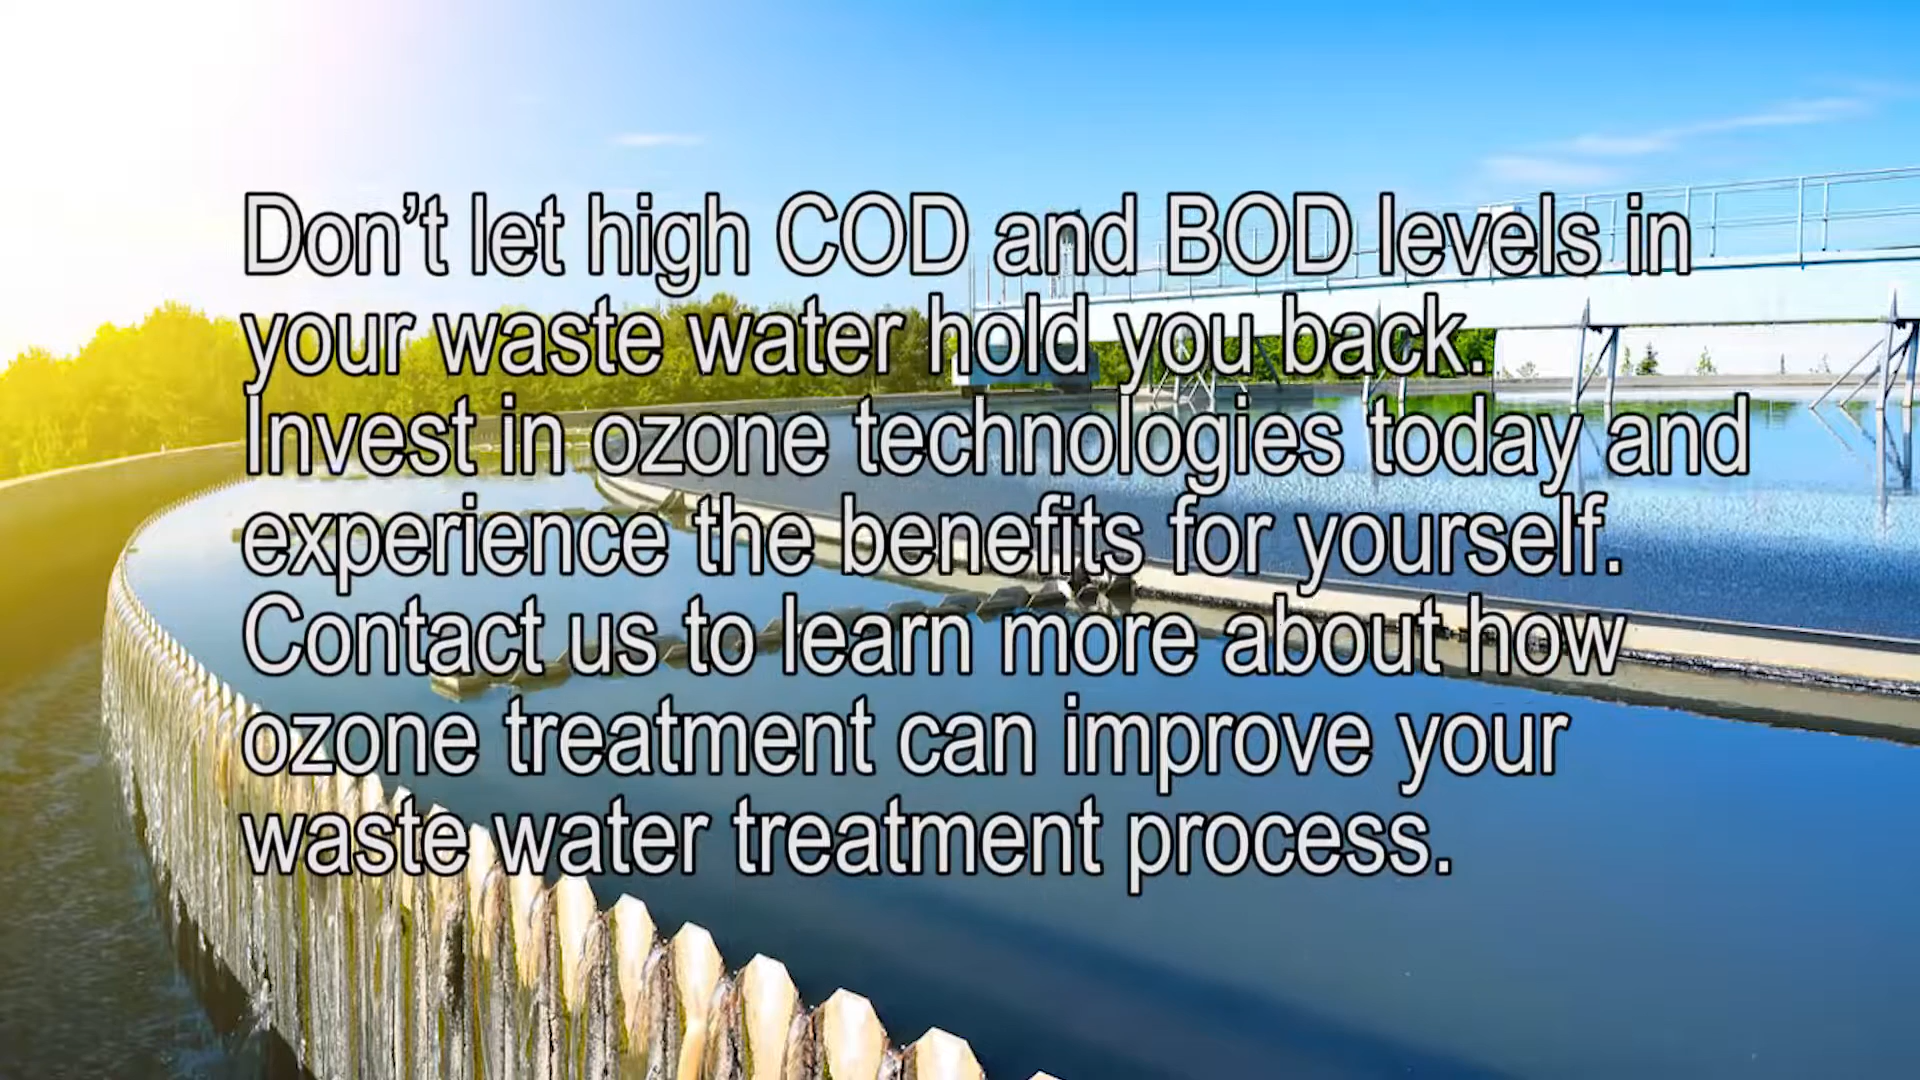 Don’t let high COD and BOD levels in
your waste water hold you back.
Invest in ozone technologies today and
experience the benefits for yourself.
Contact us to learn more about how
ozone treatment can improve your
waste water treatment process.